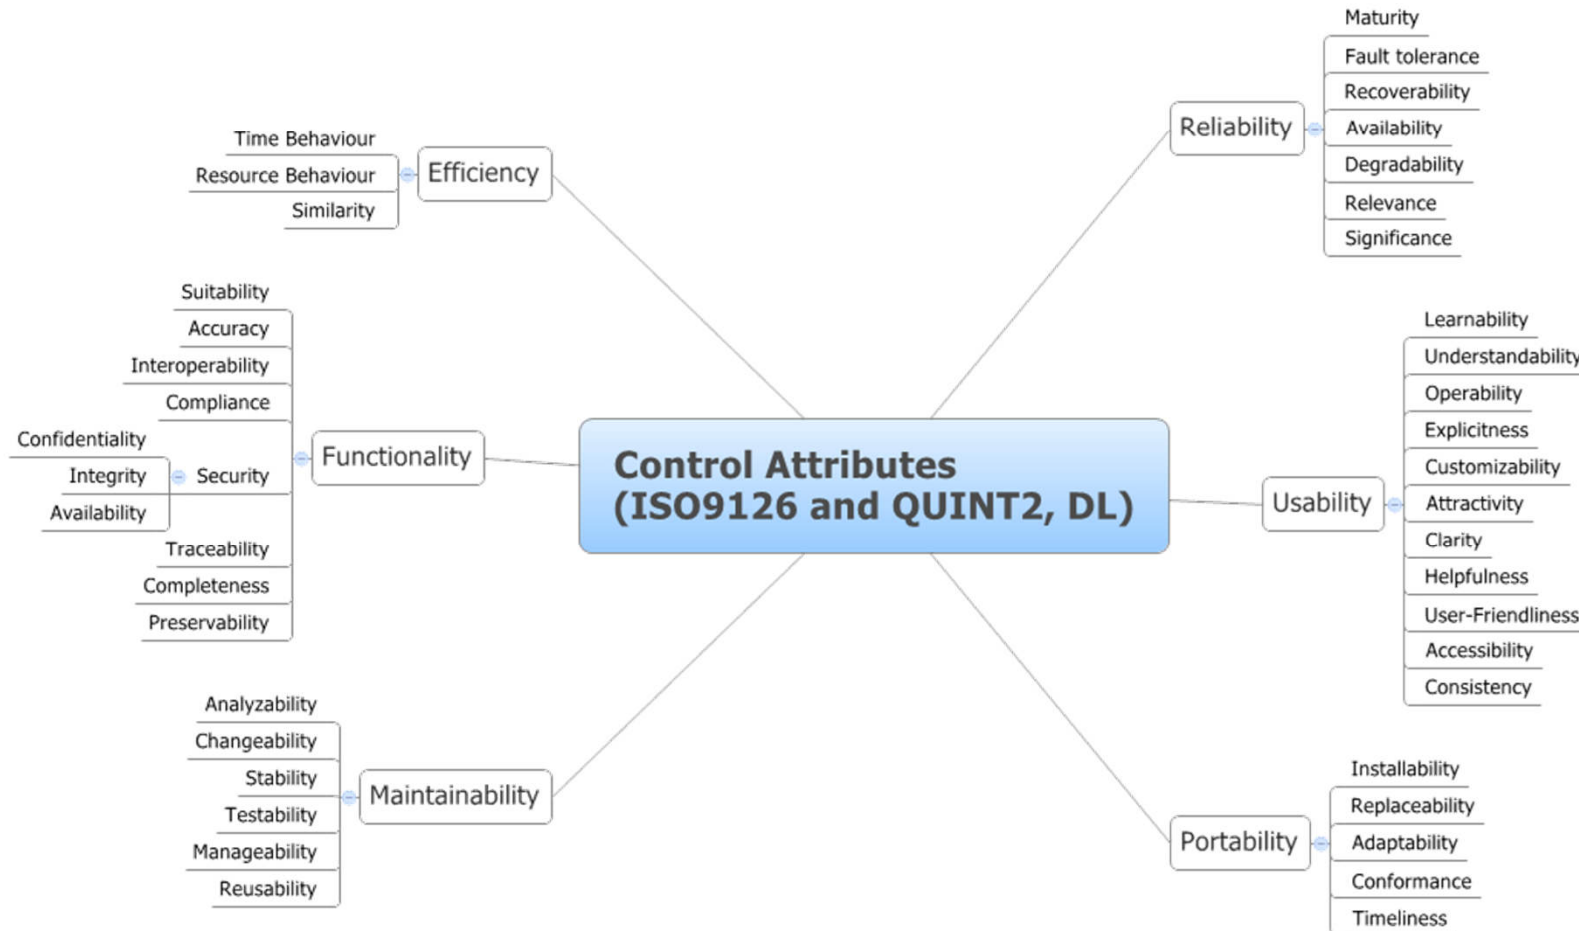 Control Attributes
(ISO9126 and QUINT2, DL)
Efficiency
Time Behaviour
Resource Behaviour
Similarity
Functionality
Suitability
Accuracy
Interoperability
Compliance
Security
Confidentiality
Integrity
Availability
Traceability
Completeness
Preservability
Maintainability
Analyzability
Changeability
Stability
Testability
Manageability
Reusability
Reliability
Maturity
Fault tolerance
Recoverability
Availability
Degradability
Relevance
Significance
Usability
Learnability
Understandability
Operability
Explicitness
Customizability
Attractivity
Clarity
Helpfulness
User-Friendliness
Accessibility
Consistency
Portability
Installability
Replaceability
Adaptability
Conformance
Timeliness